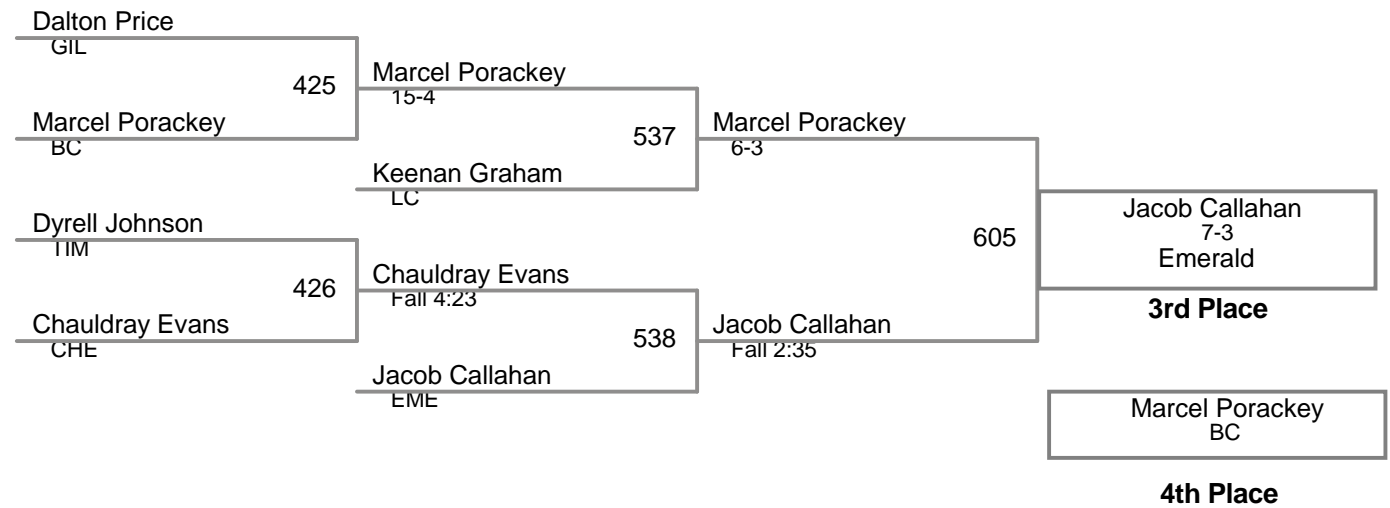 Dalton Price
GIL
425
Marcel Porackey
15-4
Marcel Porackey
BC
537
Marcel Porackey
6-3
Keenan Graham
LC
Dyrell Johnson
TIM
605
Jacob Callahan
7-3
Emerald
3rd Place
426
Chauldray Evans
Fall 4:23
Chauldray Evans
CHE
538
Jacob Callahan
Fall 2:35
Jacob Callahan
EME
Marcel Porackey
BC
4th Place